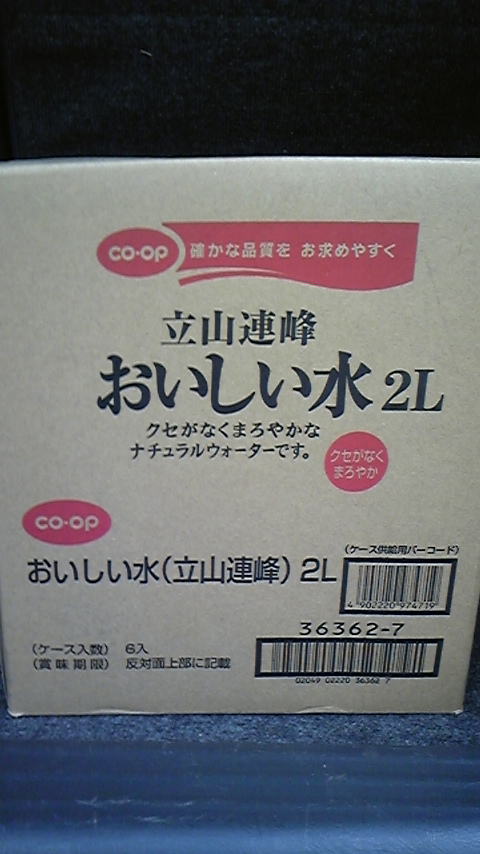 co-op 確かな品質を お求めやすく
立山連峰
おいしい水 2L
クセがなくまろやかな
ナチュラルウォーターです。
クセがなく
まろやか
co-op
(ケース供給用バーコード)
おいしい水(立山連峰) 2L
4 902220 974719
36362-7
(ケース入数) 6入
(賞味期限) 反対面上部に記載
02049 02220 36362 7